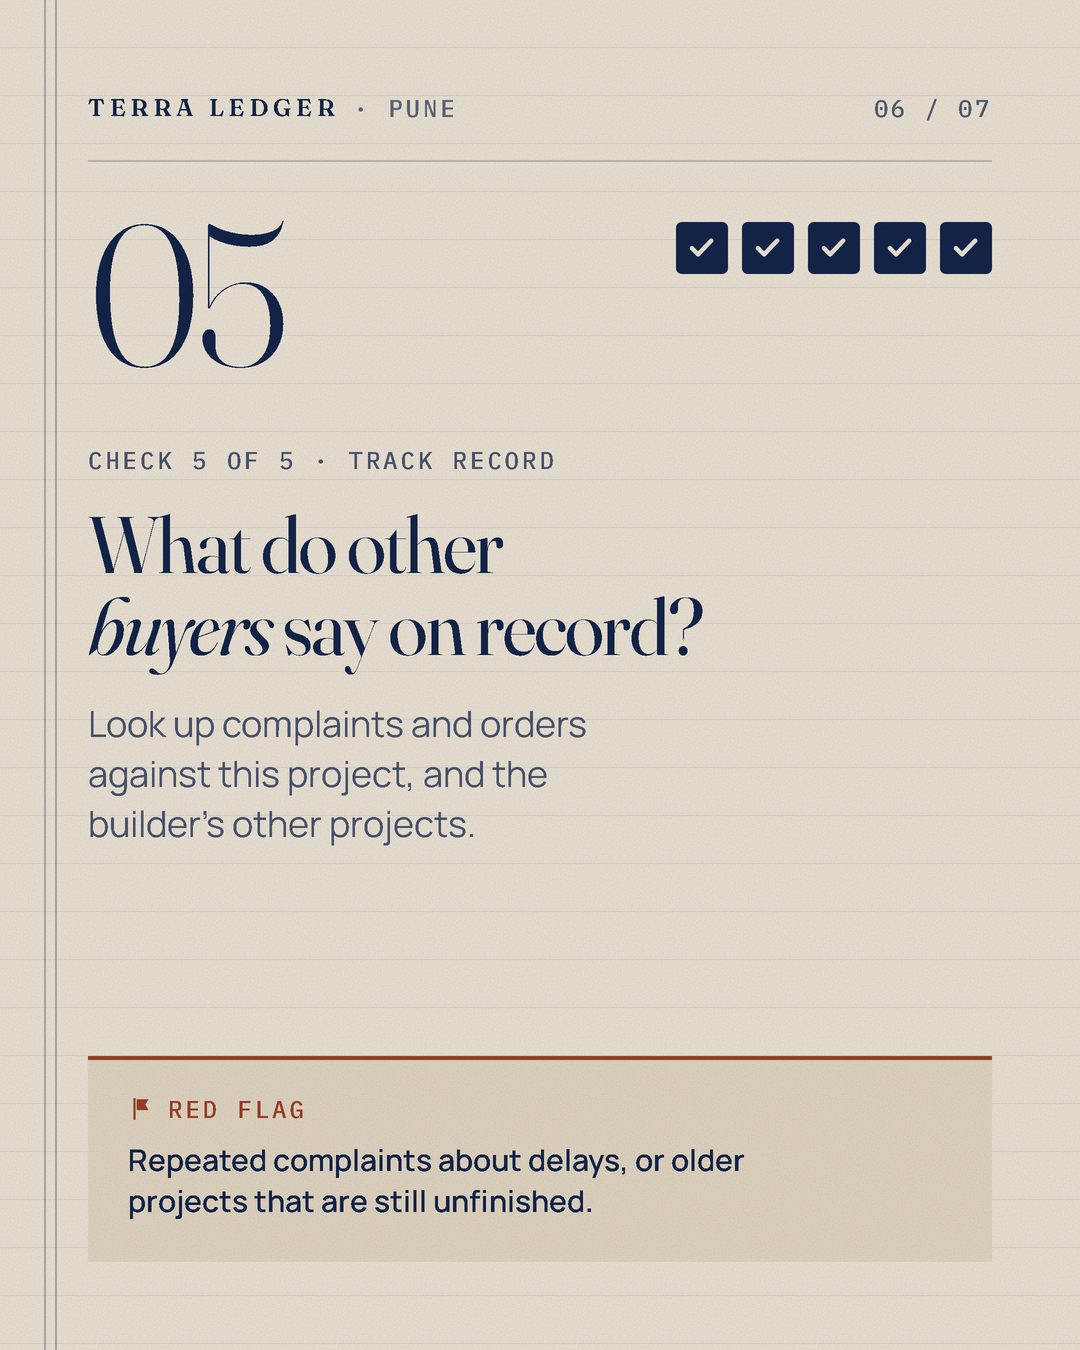 TERRA LEDGER · PUNE
06 / 07
05
CHECK 5 OF 5 · TRACK RECORD
What do other
buyers say on record?
Look up complaints and orders
against this project, and the
builder’s other projects.
RED FLAG
Repeated complaints about delays, or older
projects that are still unfinished.